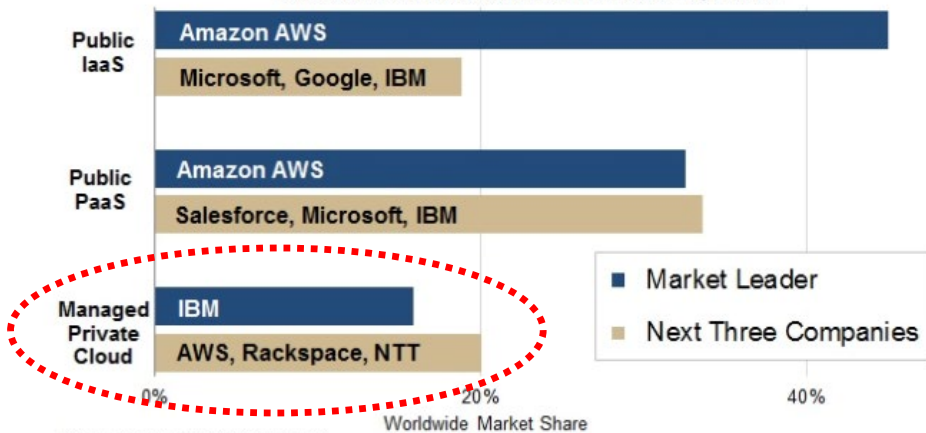 Public
IaaS
Amazon AWS
Microsoft, Google, IBM
Public
PaaS
Amazon AWS
Salesforce, Microsoft, IBM
Managed
Private
Cloud
IBM
AWS, Rackspace, NTT
Market Leader
Next Three Companies
0%
20%
40%
Worldwide Market Share